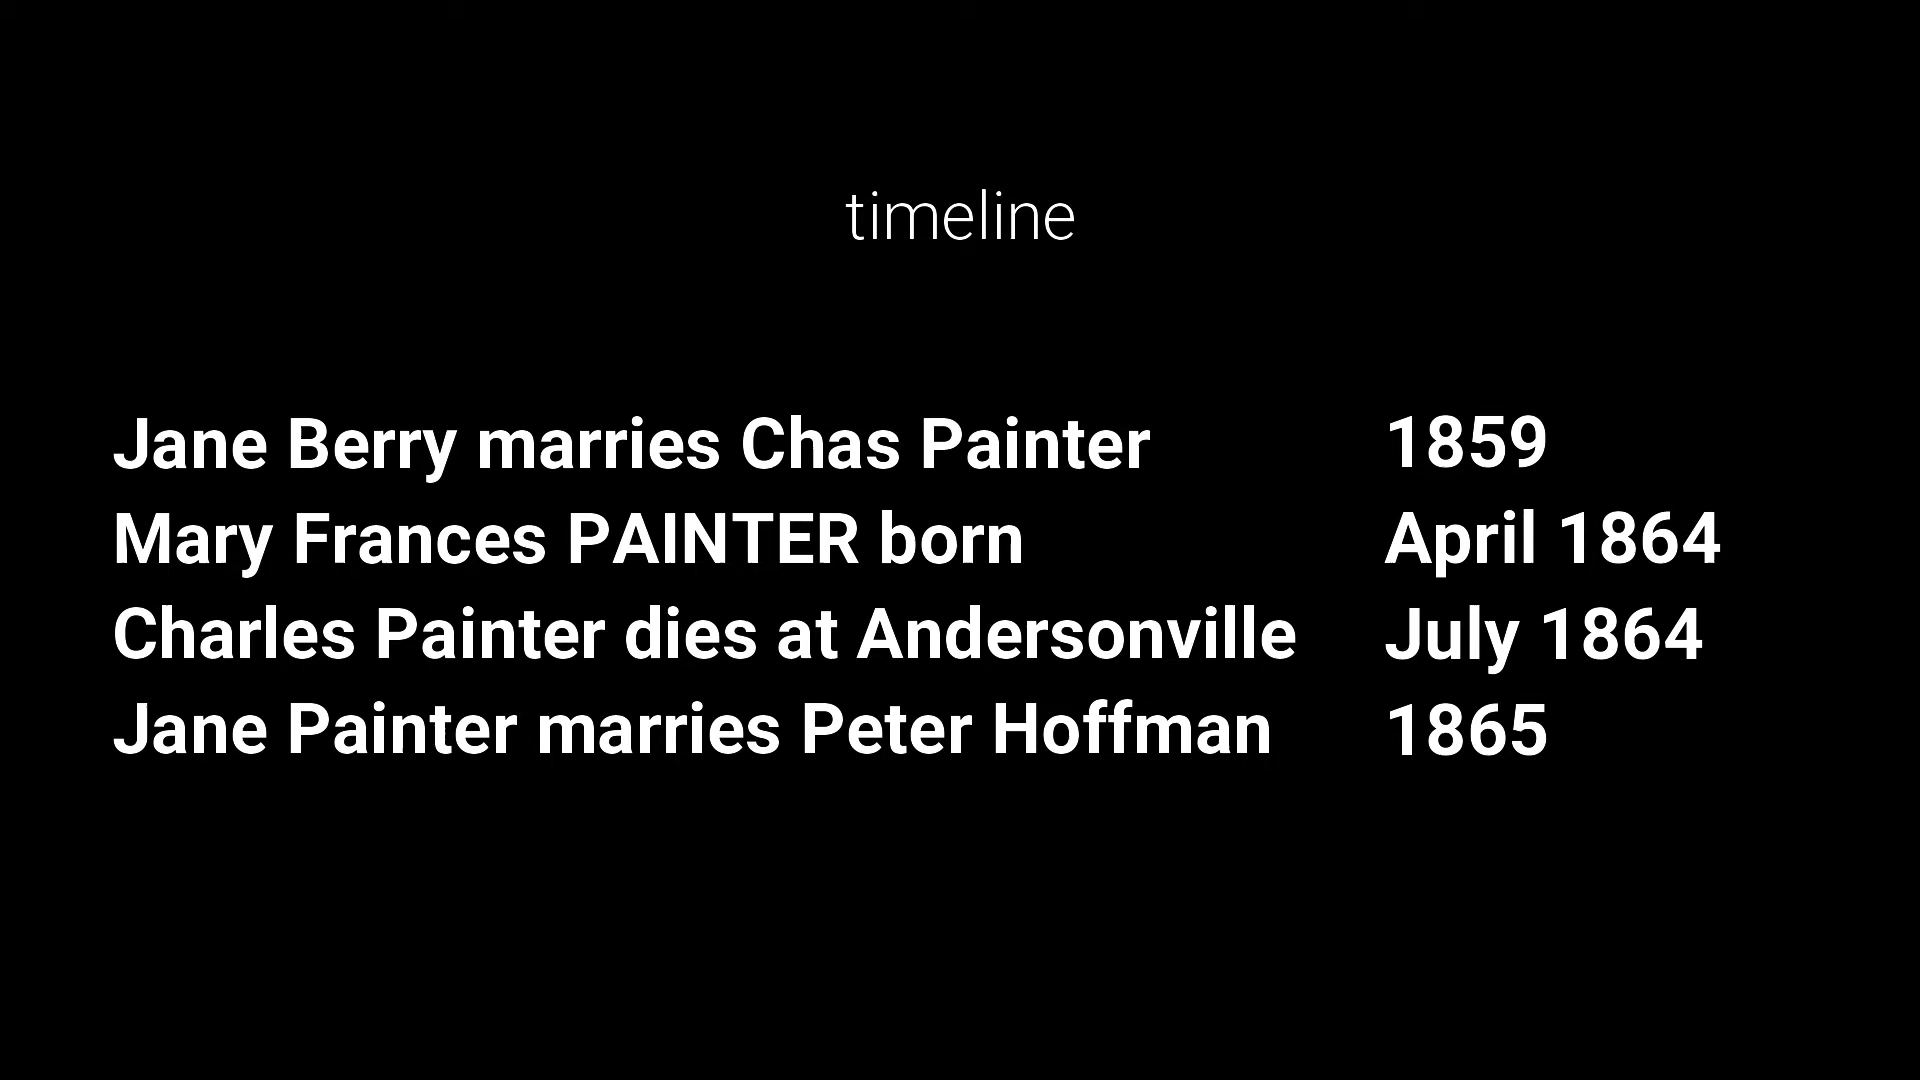 timeline
Jane Berry marries Chas Painter 1859
Mary Frances PAINTER born April 1864
Charles Painter dies at Andersonville July 1864
Jane Painter marries Peter Hoffman 1865